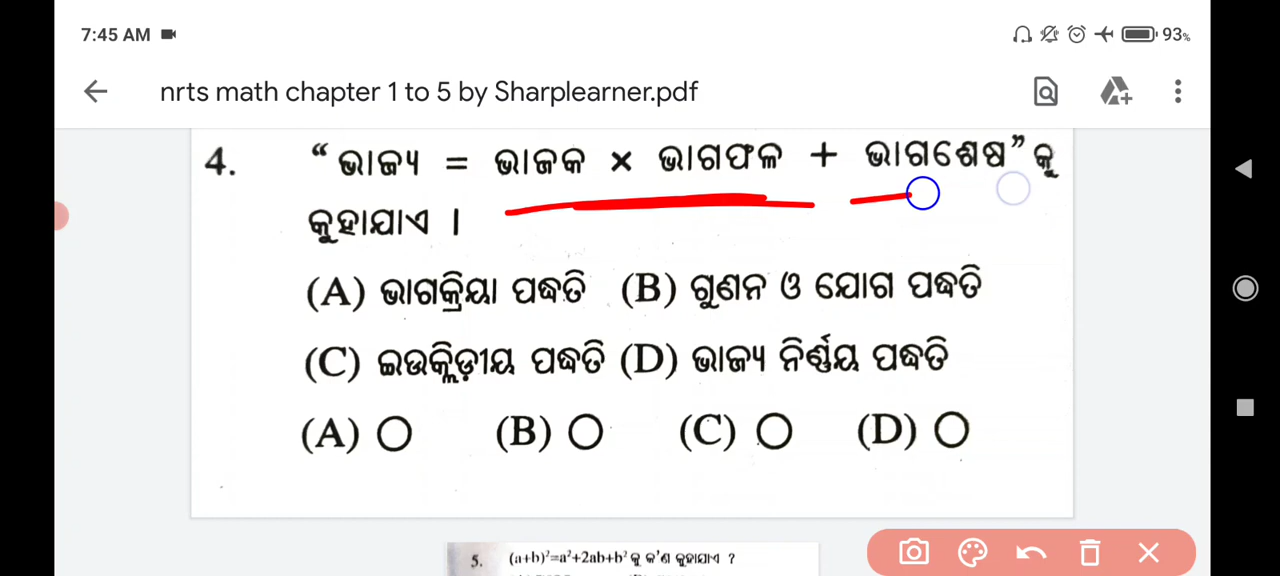 7:45 AM
93%
nrts math chapter 1 to 5 by Sharplearner.pdf
4. “ ଭାଜ୍ୟ = ଭାଜକ × ଭାଗଫଳ + ଭାଗଶେଷ” କୁ
କୁହାଯାଏ ।
(A) ଭାଗକ୍ରିୟା ପଦ୍ଧତି (B) ଗୁଣନ ଓ ଯୋଗ ପଦ୍ଧତି
(C) ଇଉକ୍ଲିଡ଼ୀୟ ପଦ୍ଧତି (D) ଭାଜ୍ୟ ନିର୍ଣ୍ଣୟ ପଦ୍ଧତି
(A) ○ (B) ○ (C) ○ (D) ○
5. (a+b)²=a²+2ab+b² କୁ କ'ଣ କୁହାଯାଏ ?